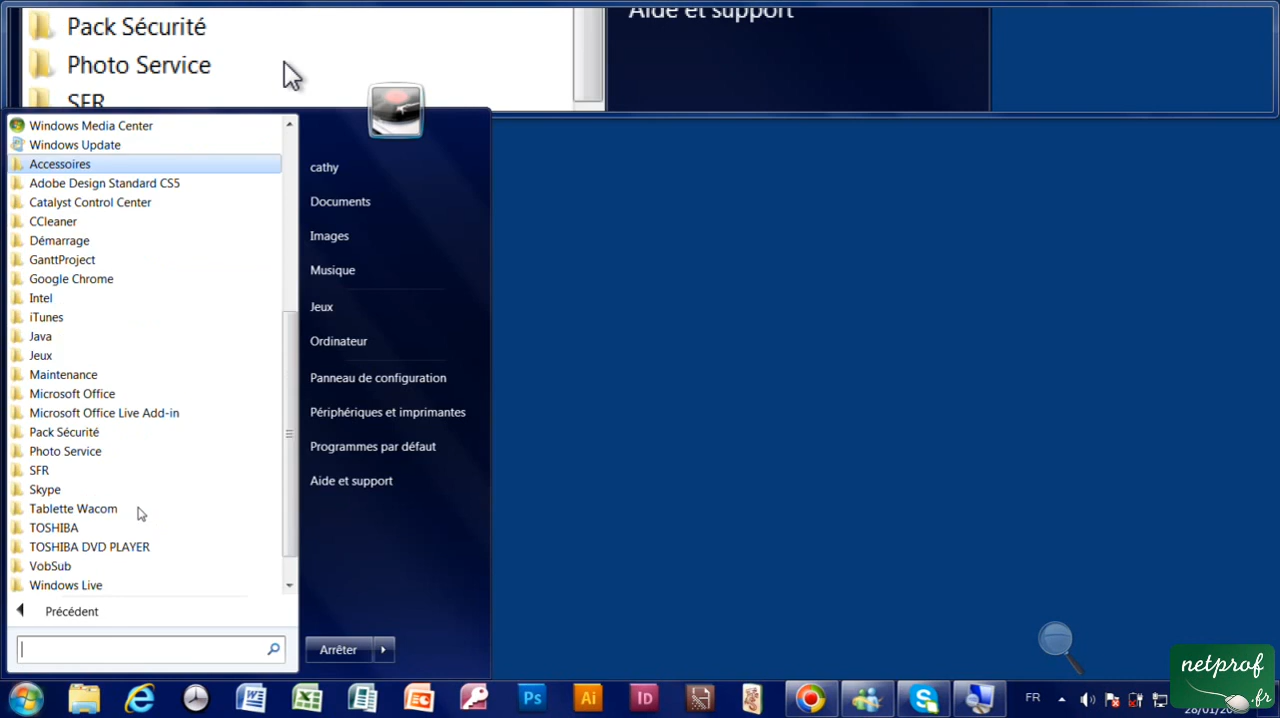 Pack Sécurité
Photo Service
SFR
Aide et support
Windows Media Center
Windows Update
Accessoires
Adobe Design Standard CS5
Catalyst Control Center
CCleaner
Démarrage
GanttProject
Google Chrome
Intel
iTunes
Java
Jeux
Maintenance
Microsoft Office
Microsoft Office Live Add-in
Pack Sécurité
Photo Service
SFR
Skype
Tablette Wacom
TOSHIBA
TOSHIBA DVD PLAYER
VobSub
Windows Live
Précédent
cathy
Documents
Images
Musique
Jeux
Ordinateur
Panneau de configuration
Périphériques et imprimantes
Programmes par défaut
Aide et support
Arrêter
Ps
Ai
ID
FR
netprof
.fr